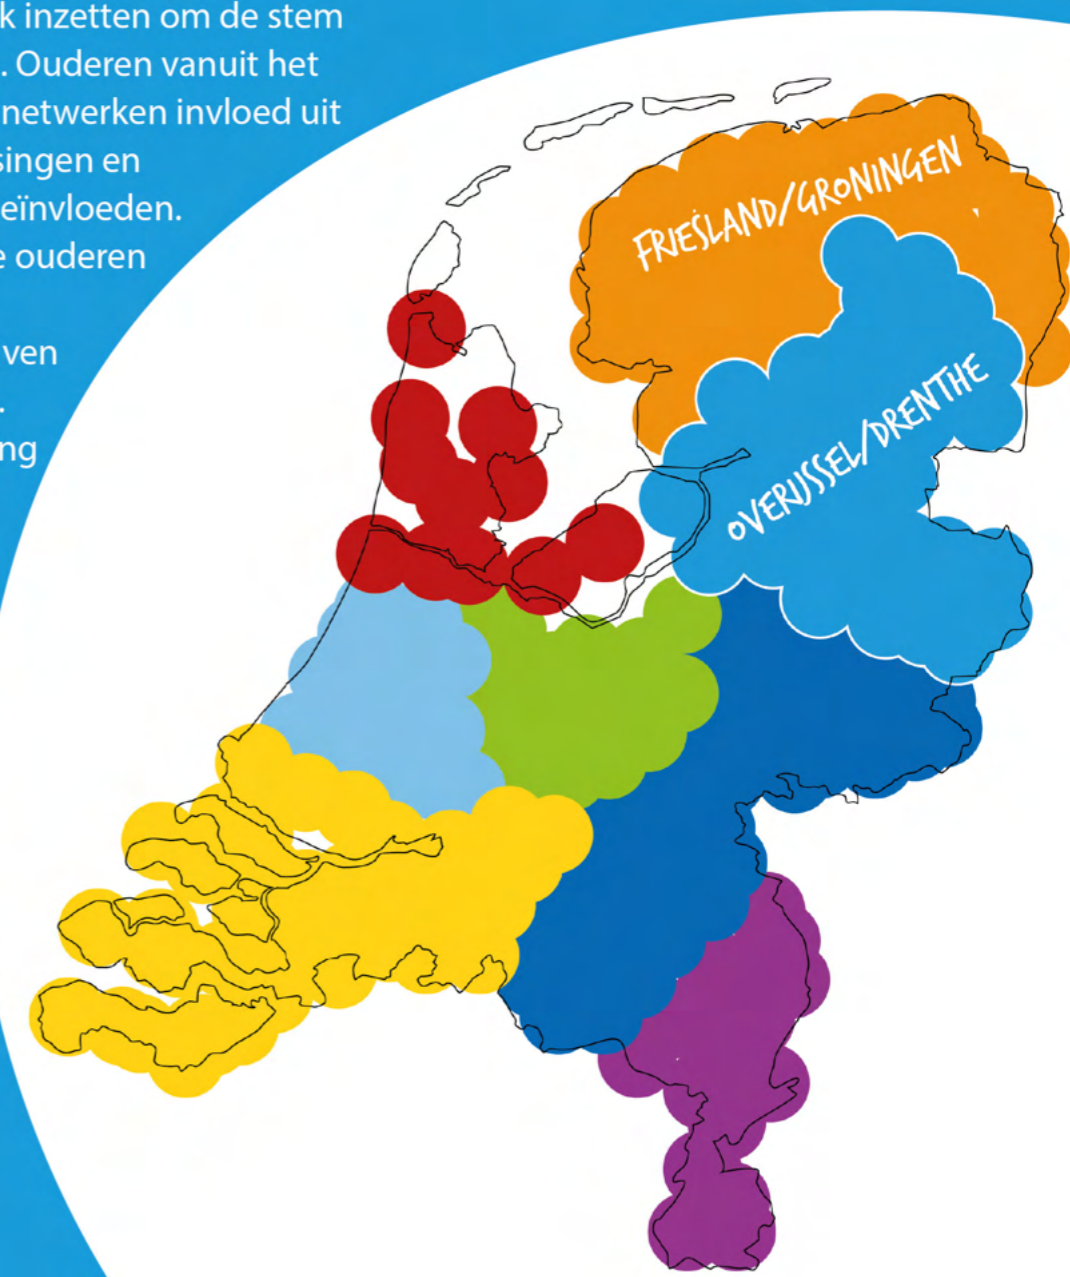 k inzetten om de stem
. Ouderen vanuit het
netwerken invloed uit
singen en
eïnvloeden.
e ouderen
ven
.
ng
FRIESLAND/GRONINGEN
OVERIJSSEL/DRENTHE